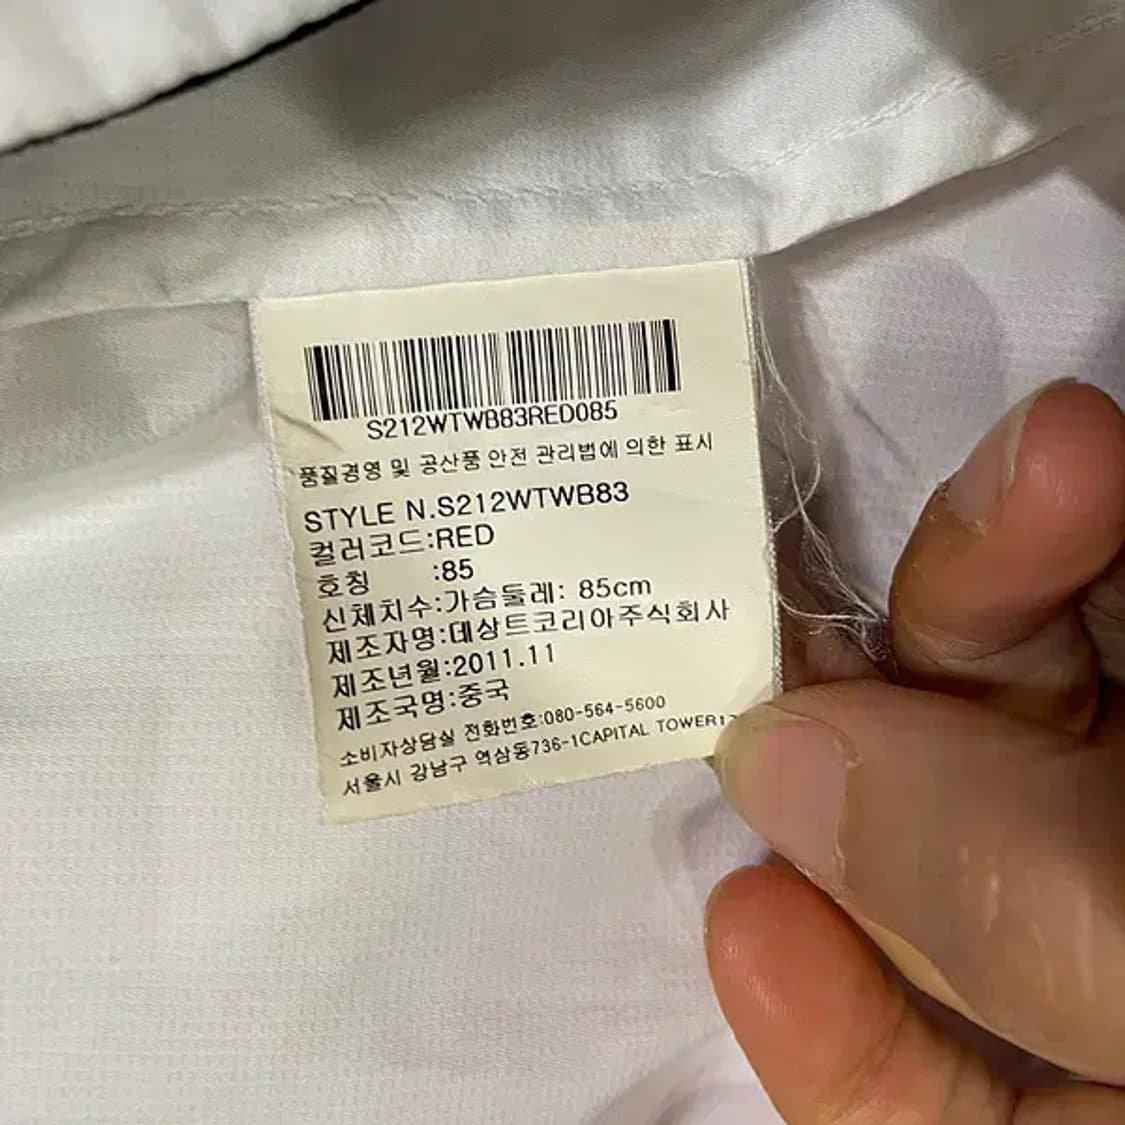 S212WTWB83RED085
품질경영 및 공산품 안전 관리법에 의한 표시
STYLE N.S212WTWB83
컬러코드:RED
호칭 :85
신체치수:가슴둘레: 85cm
제조자명:데상트코리아주식회사
제조년월:2011.11
제조국명:중국
소비자상담실 전화번호:080-564-5600
서울시 강남구 역삼동736-1CAPITAL TOWER